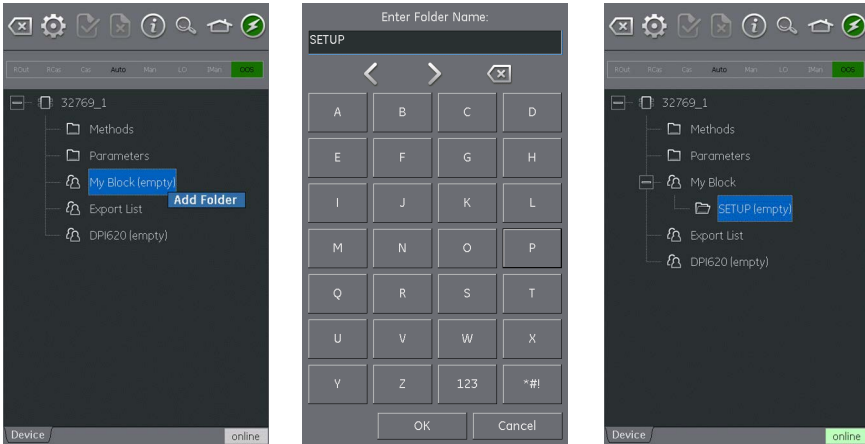 ROut RCas Cas Auto Man LO IMan OOS
32769_1
Methods
Parameters
My Block (empty)
Add Folder
Export List
DPI620 (empty)
Device
online
Enter Folder Name:
SETUP
A B C D
E F G H
I J K L
M N O P
Q R S T
U V W X
Y Z 123 *#!
OK Cancel
ROut RCas Cas Auto Man LO IMan OOS
32769_1
Methods
Parameters
My Block
SETUP (empty)
Export List
DPI620 (empty)
Device
online